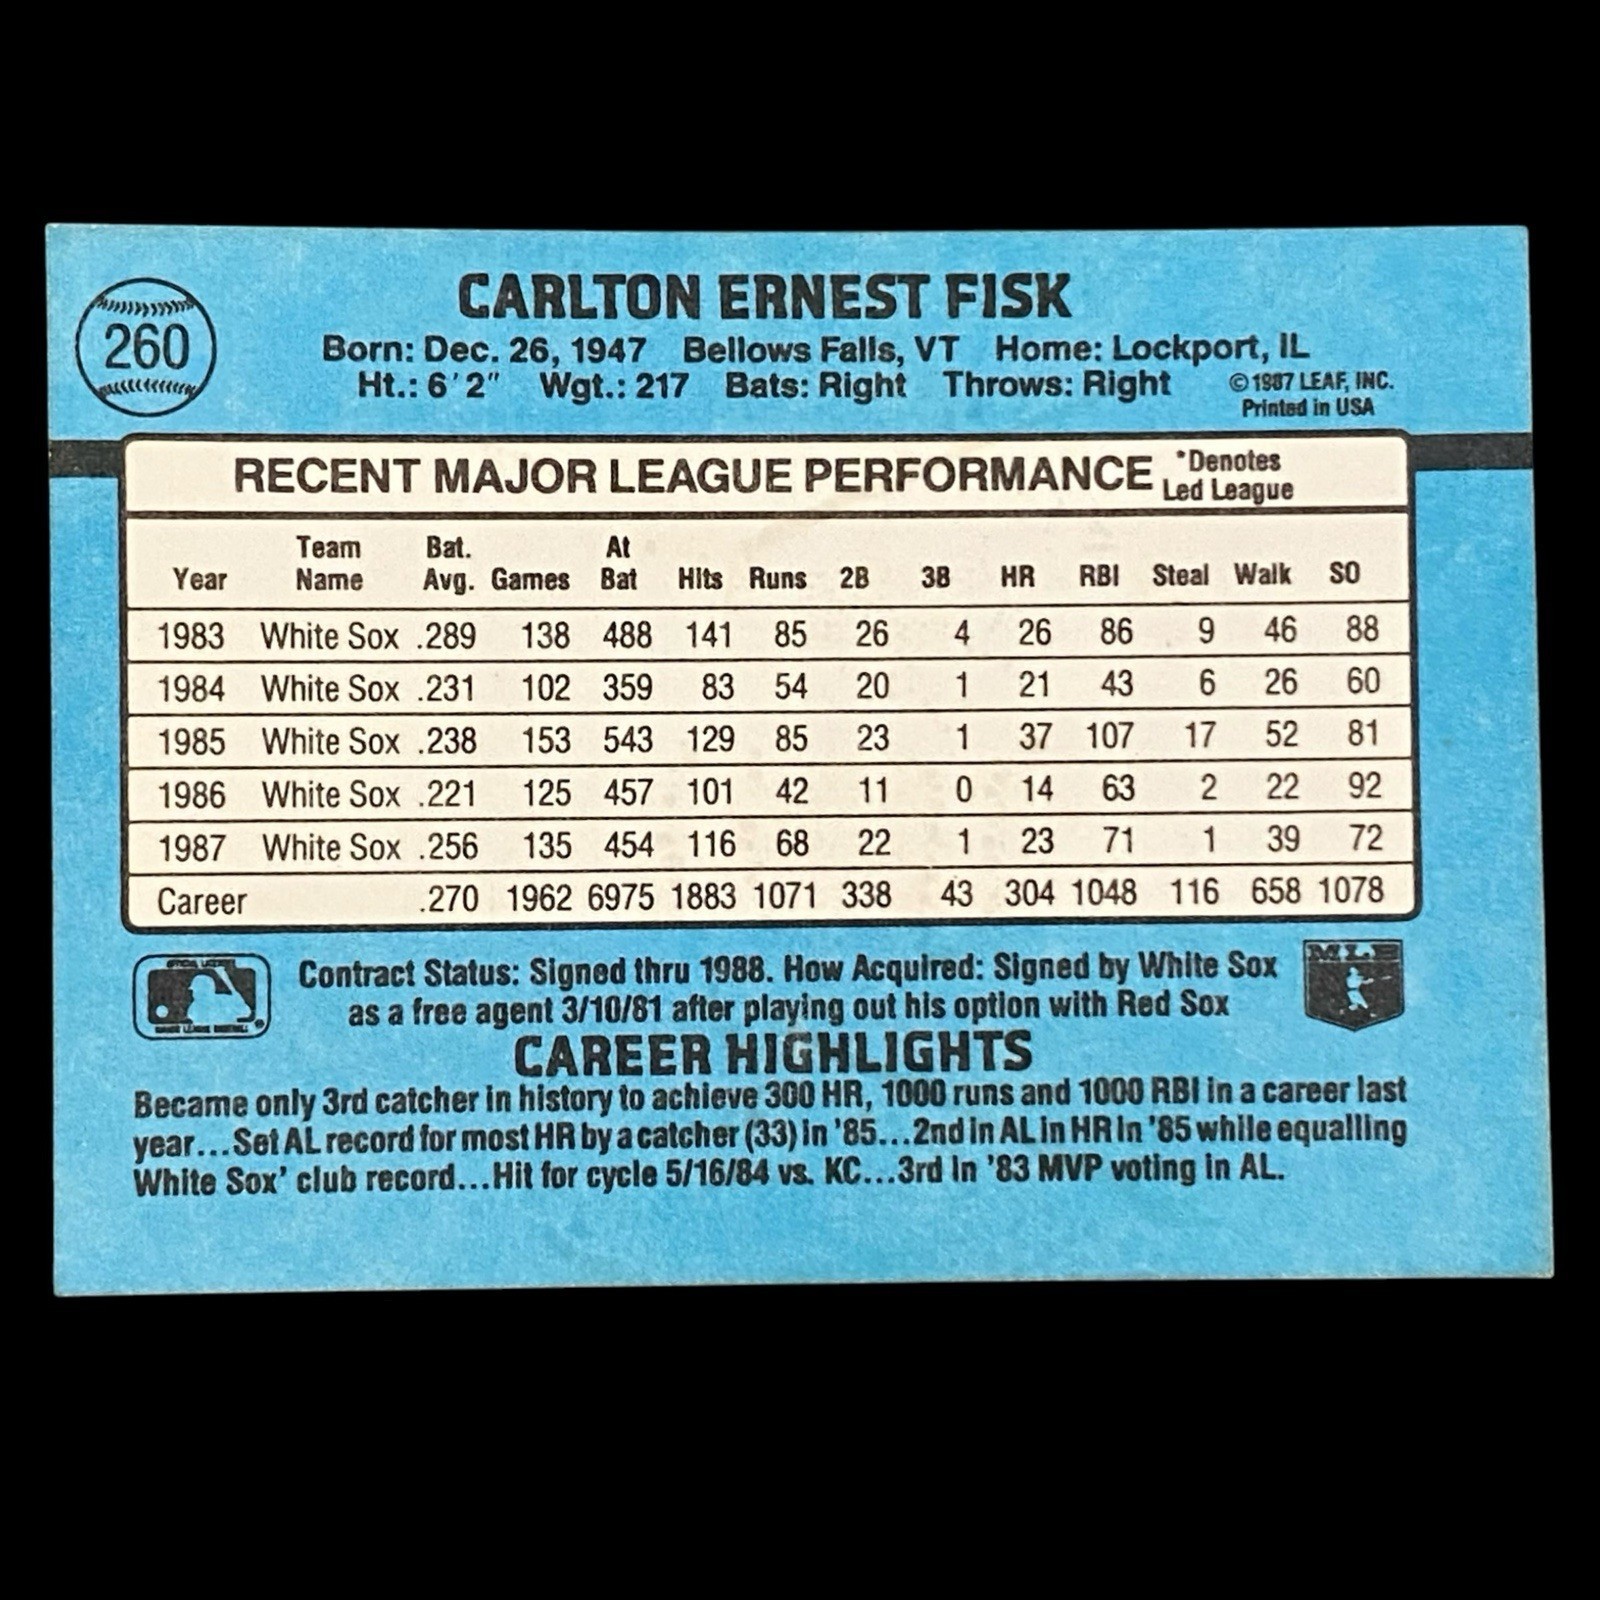 260
CARLTON ERNEST FISK
Born: Dec. 26, 1947 Bellows Falls, VT Home: Lockport, IL
Ht.: 6'2" Wgt.: 217 Bats: Right Throws: Right
©1987 LEAF, INC.
Printed in USA
RECENT MAJOR LEAGUE PERFORMANCE *Denotes Led League
Year Team Name Bat. Avg. Games At Bat Hits Runs 2B 3B HR RBI Steal Walk SO
1983 White Sox .289 138 488 141 85 26 4 26 86 9 46 88
1984 White Sox .231 102 359 83 54 20 1 21 43 6 26 60
1985 White Sox .238 153 543 129 85 23 1 37 107 17 52 81
1986 White Sox .221 125 457 101 42 11 0 14 63 2 22 92
1987 White Sox .256 135 454 116 68 22 1 23 71 1 39 72
Career .270 1962 6975 1883 1071 338 43 304 1048 116 658 1078
Contract Status: Signed thru 1988. How Acquired: Signed by White Sox
as a free agent 3/10/81 after playing out his option with Red Sox
CAREER HIGHLIGHTS
Became only 3rd catcher in history to achieve 300 HR, 1000 runs and 1000 RBI in a career last
year...Set AL record for most HR by a catcher (33) in '85...2nd in AL in HR in '85 while equalling
White Sox' club record...Hit for cycle 5/16/84 vs. KC...3rd in '83 MVP voting in AL.